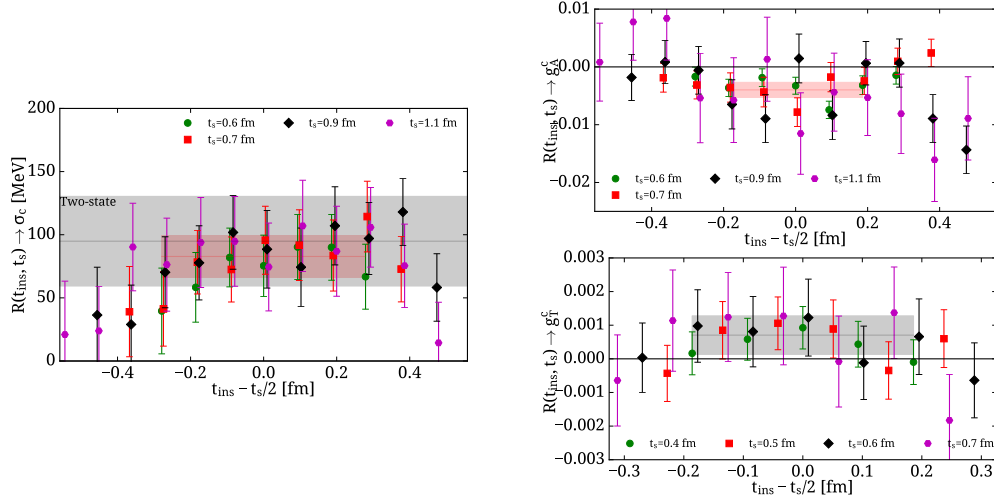 R(t_ins, t_s) → σ_c [MeV]
200
150
100
50
0
t_s=0.6 fm
t_s=0.9 fm
t_s=1.1 fm
t_s=0.7 fm
Two-state
−0.4 −0.2 0.0 0.2 0.4
t_ins − t_s/2 [fm]
R(t_ins, t_s) → g_A^c
0.01
0.00
−0.01
−0.02
t_s=0.6 fm
t_s=0.9 fm
t_s=1.1 fm
t_s=0.7 fm
−0.4 −0.2 0.0 0.2 0.4
t_ins − t_s/2 [fm]
R(t_ins, t_s) → g_T^c
0.003
0.002
0.001
0.000
−0.001
−0.002
−0.003
t_s=0.4 fm
t_s=0.5 fm
t_s=0.6 fm
t_s=0.7 fm
−0.3 −0.2 −0.1 0.0 0.1 0.2 0.3
t_ins − t_s/2 [fm]